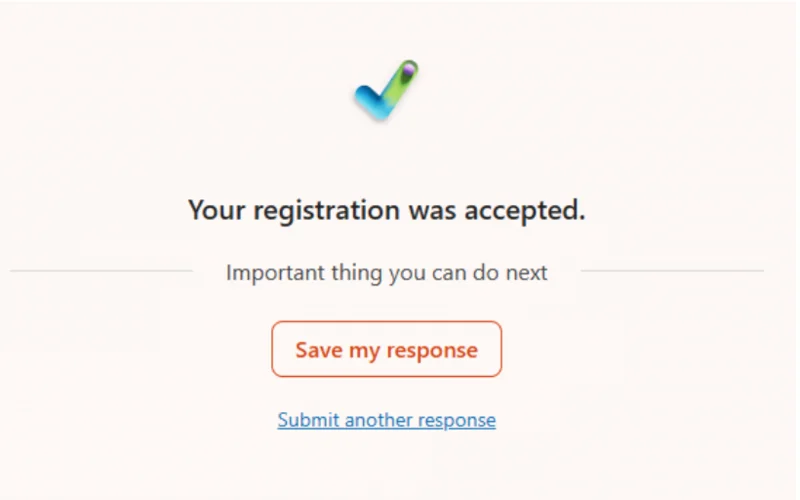 Your registration was accepted.
Important thing you can do next
Save my response
Submit another response